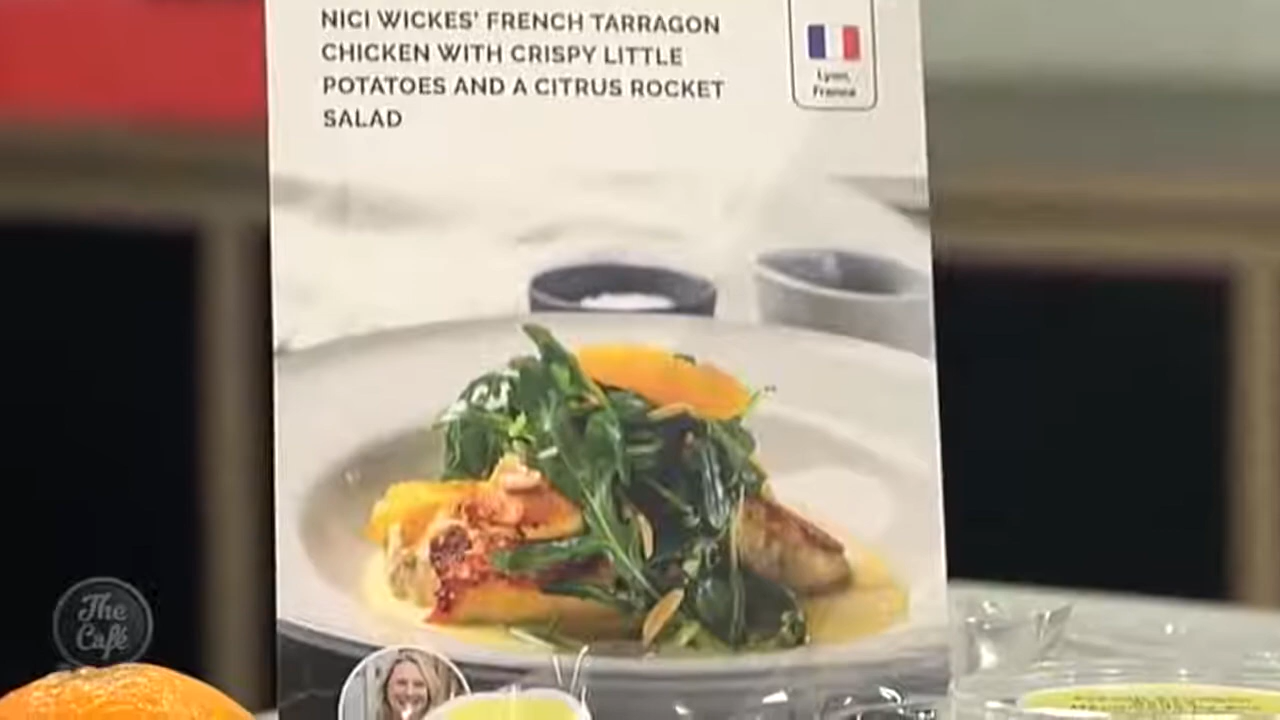 NICI WICKES' FRENCH TARRAGON
CHICKEN WITH CRISPY LITTLE
POTATOES AND A CITRUS ROCKET
SALAD
Lyon,
France
The
Café